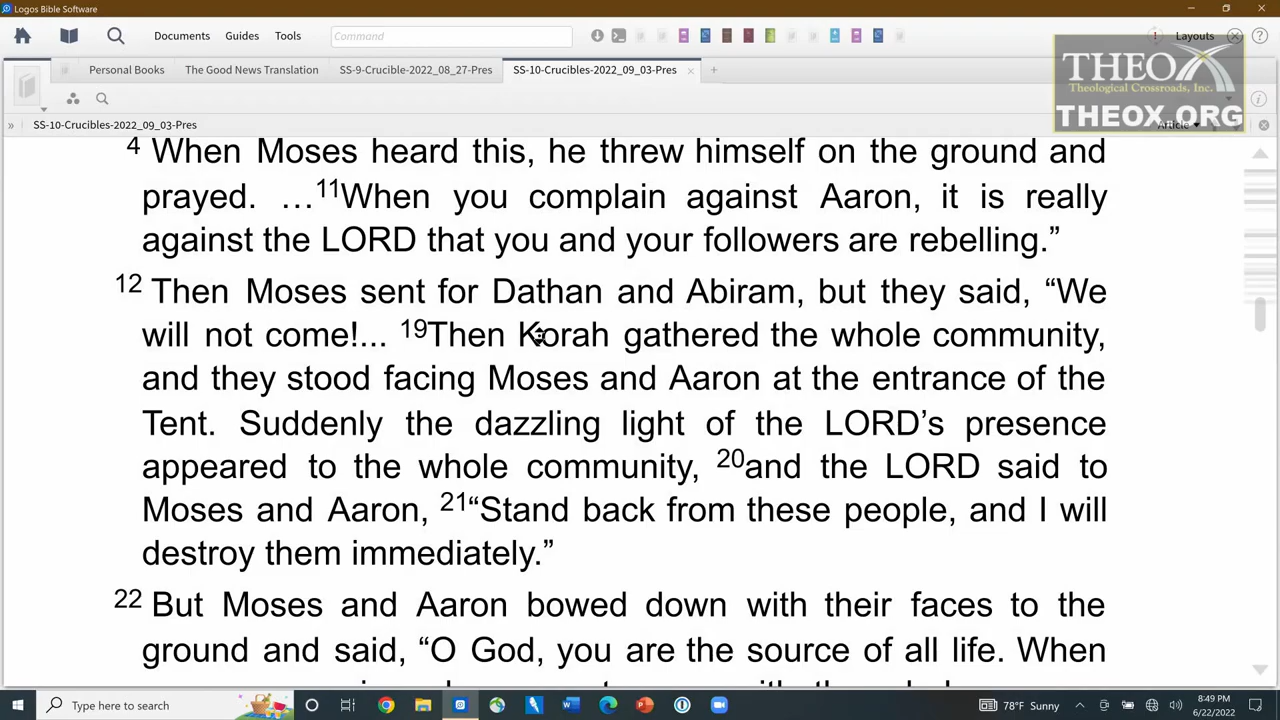 Logos Bible Software
Documents Guides Tools Command Layouts
Personal Books The Good News Translation SS-9-Crucibles-2022_08_27-Pres SS-10-Crucibles-2022_09_03-Pres
THEOX
Theological Crossroads, Inc.
THEOX.ORG
SS-10-Crucibles-2022_09_03-Pres Article
4 When Moses heard this, he threw himself on the ground and
prayed. …11When you complain against Aaron, it is really
against the LORD that you and your followers are rebelling.”
12 Then Moses sent for Dathan and Abiram, but they said, “We
will not come!... 19Then Korah gathered the whole community,
and they stood facing Moses and Aaron at the entrance of the
Tent. Suddenly the dazzling light of the LORD’s presence
appeared to the whole community, 20and the LORD said to
Moses and Aaron, 21“Stand back from these people, and I will
destroy them immediately.”
22 But Moses and Aaron bowed down with their faces to the
ground and said, “O God, you are the source of all life. When
Type here to search 78°F Sunny 8:49 PM
6/22/2022